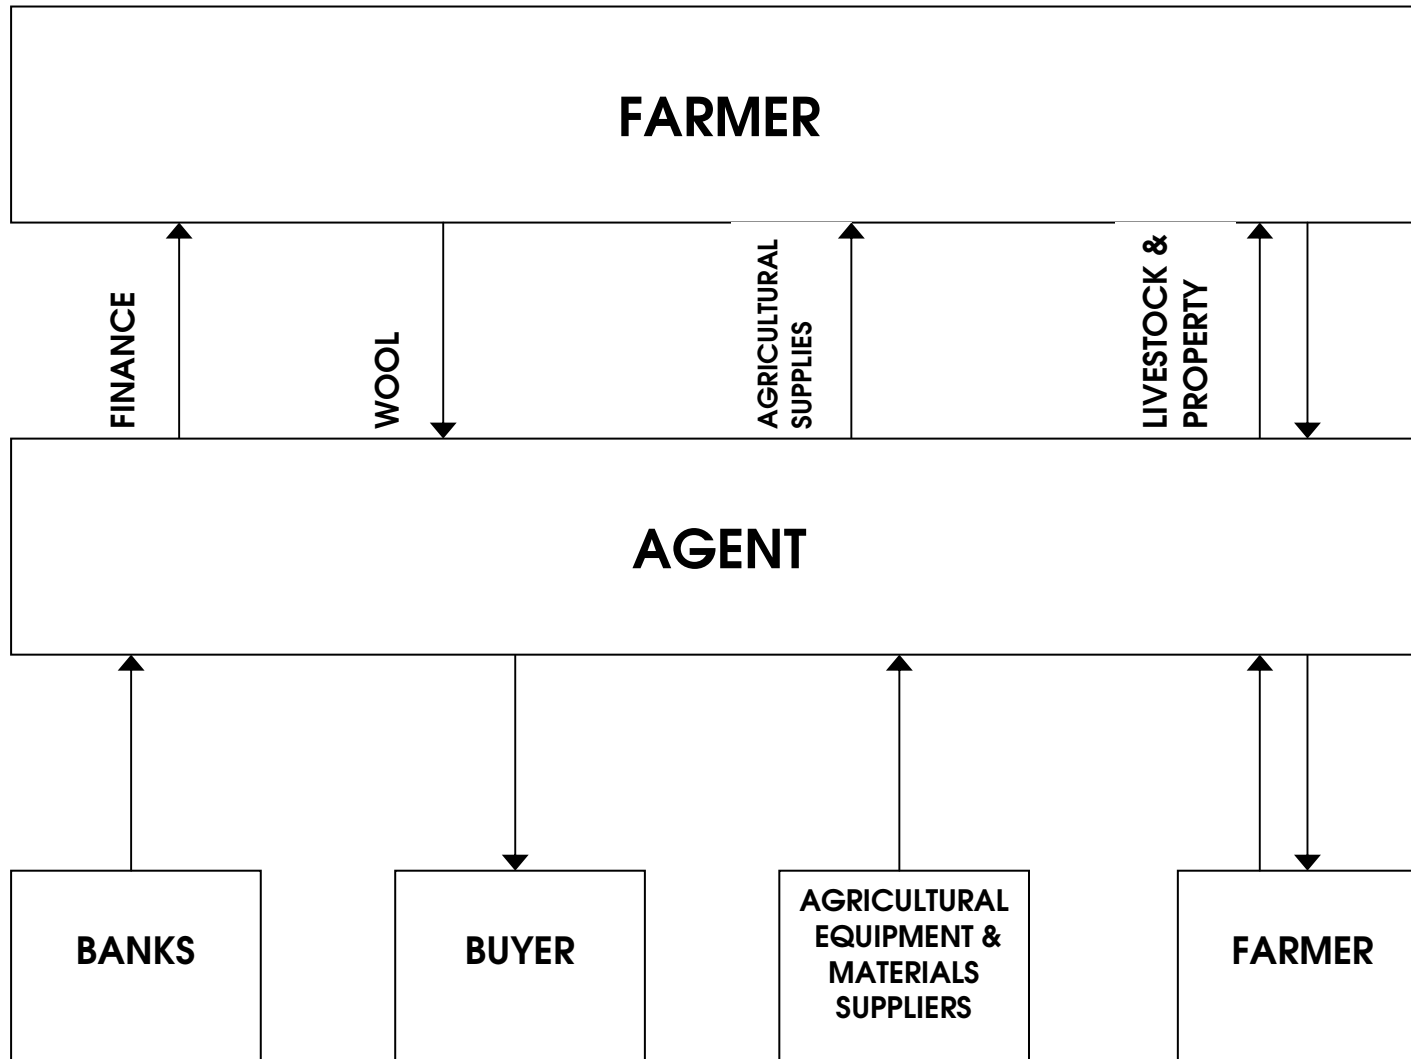 FARMER
FINANCE
WOOL
AGRICULTURAL
SUPPLIES
LIVESTOCK &
PROPERTY
AGENT
BANKS
BUYER
AGRICULTURAL
EQUIPMENT &
MATERIALS
SUPPLIERS
FARMER